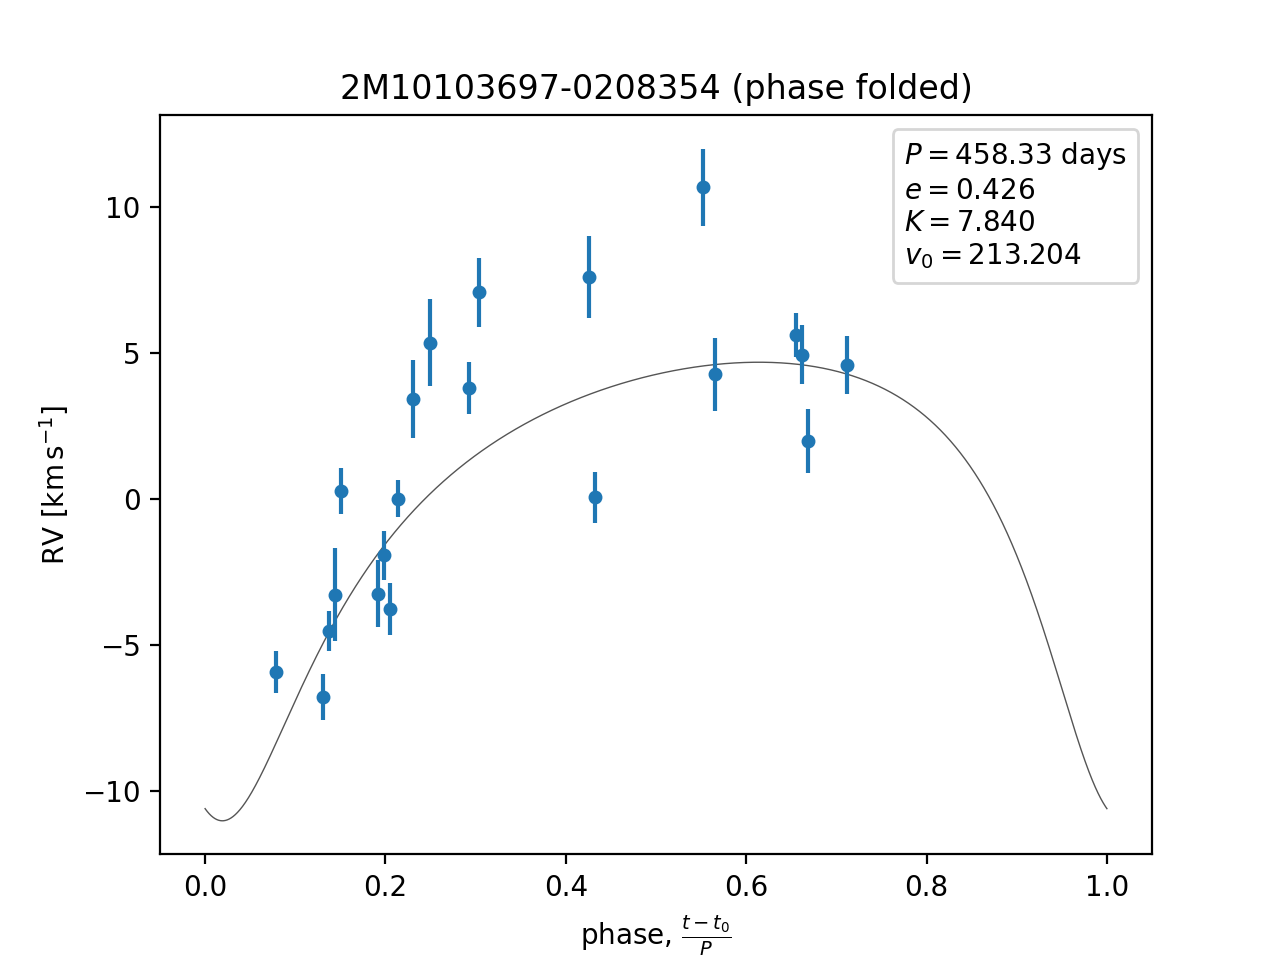 2M10103697-0208354 (phase folded)
P = 458.33 days
e = 0.426
K = 7.840
v₀ = 213.204
RV [km s⁻¹]
10
5
0
−5
−10
0.0 0.2 0.4 0.6 0.8 1.0
phase, (t − t₀)/P